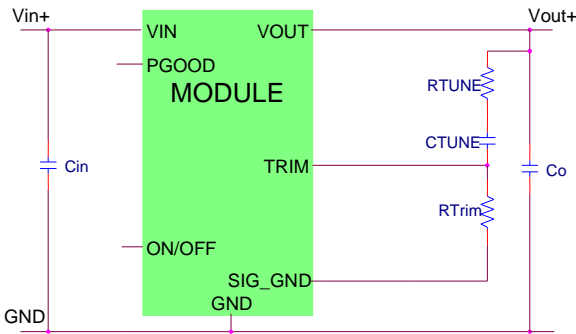 Vin+
Vout+
VIN
VOUT
PGOOD
MODULE
RTUNE
CTUNE
Cin
TRIM
Co
RTrim
ON/OFF
SIG_GND
GND
GND